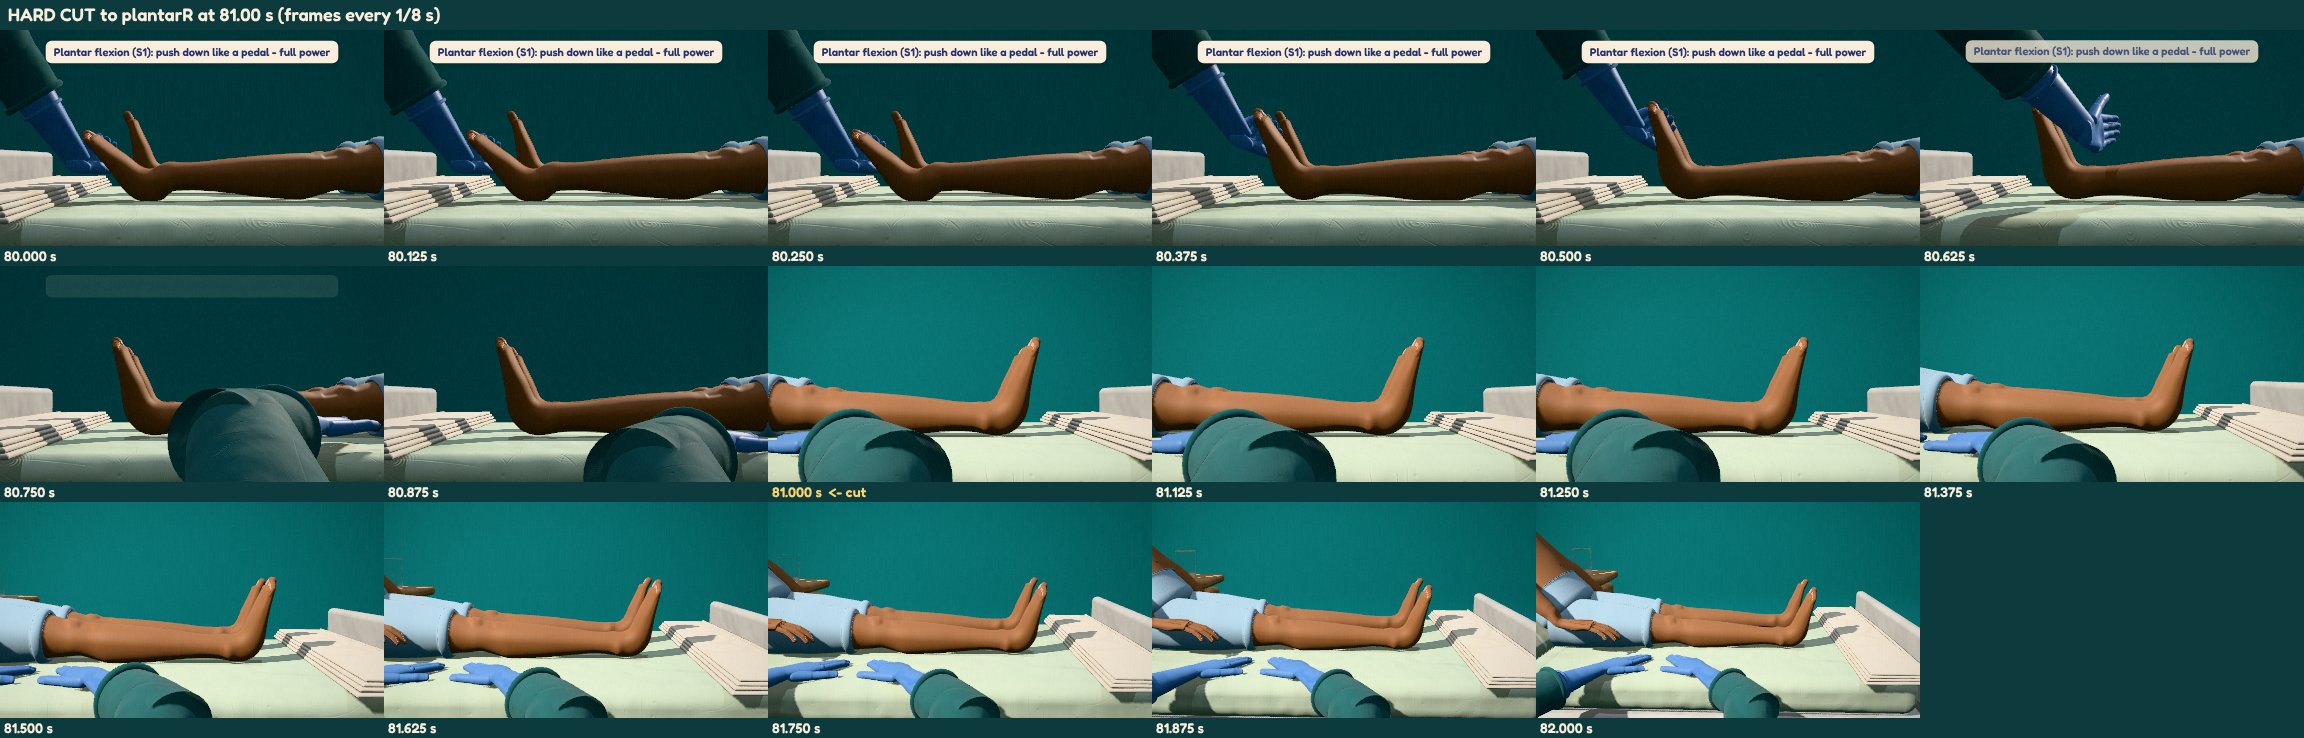 HARD CUT to plantarR at 81.00 s (frames every 1/8 s)
Plantar flexion (S1): push down like a pedal - full power
Plantar flexion (S1): push down like a pedal - full power
Plantar flexion (S1): push down like a pedal - full power
Plantar flexion (S1): push down like a pedal - full power
Plantar flexion (S1): push down like a pedal - full power
Plantar flexion (S1): push down like a pedal - full power
80.000 s
80.125 s
80.250 s
80.375 s
80.500 s
80.625 s
80.750 s
80.875 s
81.000 s <- cut
81.125 s
81.250 s
81.375 s
81.500 s
81.625 s
81.750 s
81.875 s
82.000 s